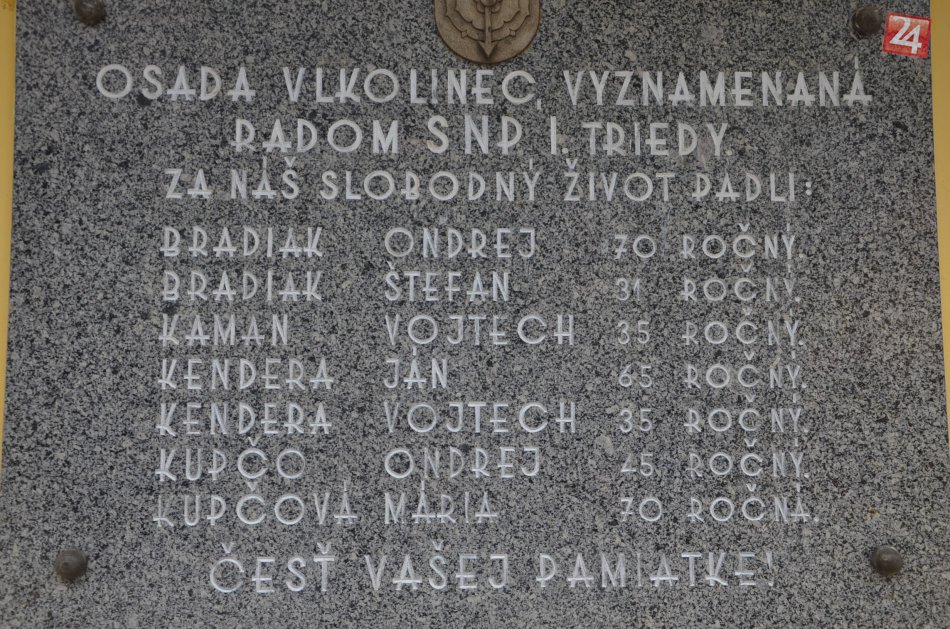 24
OSADA VLKOLINEC, VYZNAMENANÁ
RADOM SNP, I. TRIEDY.
ZA NÁŠ SLOBODNÝ ŽIVOT PADLI:
BRADIAK ONDREJ 70 ROČNÝ.
BRADIAK ŠTEFAN 31 ROČNÝ.
KAMAN VOJTECH 35 ROČNÝ.
KENDERA JÁN 65 ROČNÝ.
KENDERA VOJTECH 35 ROČNÝ.
KUPČO ONDREJ 45 ROČNÝ.
KUPČOVÁ MÁRIA 70 ROČNÁ.
ČESŤ VAŠEJ PAMIATKE!